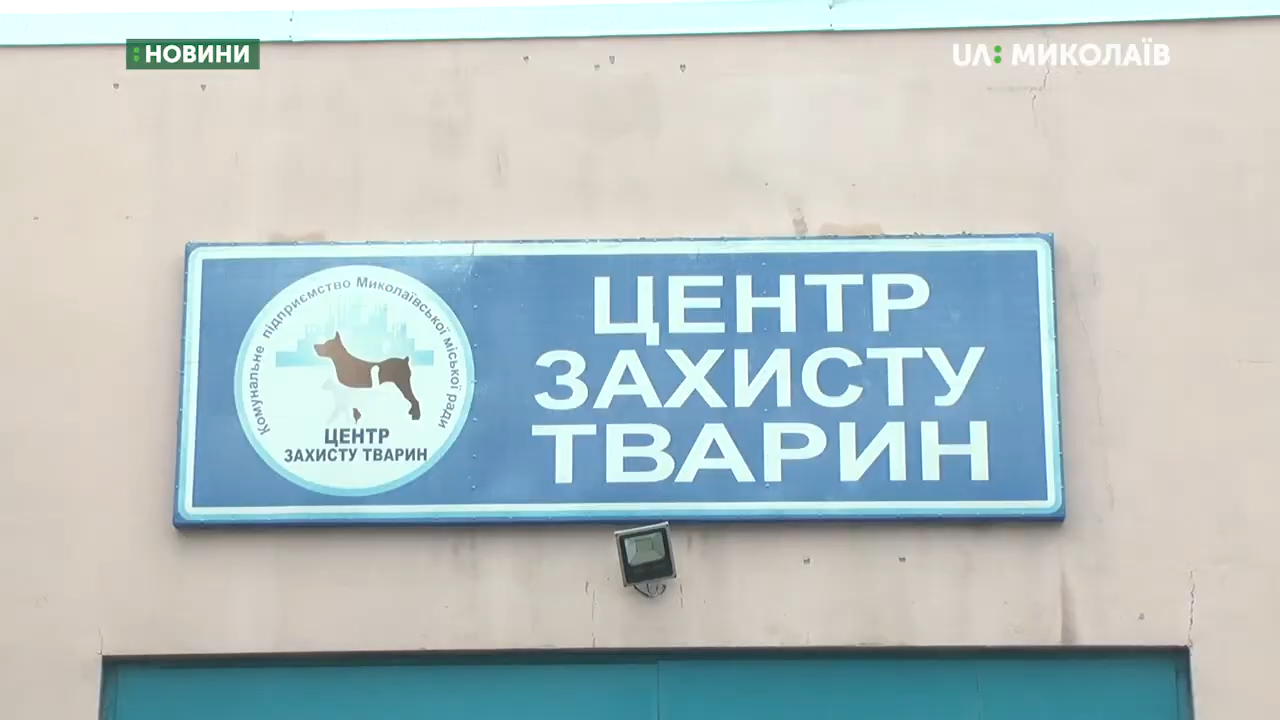 :НОВИНИ
UA: МИКОЛАЇВ
Комунальне підприємство Миколаївської міської ради
ЦЕНТР
ЗАХИСТУ ТВАРИН
ЦЕНТР
ЗАХИСТУ
ТВАРИН